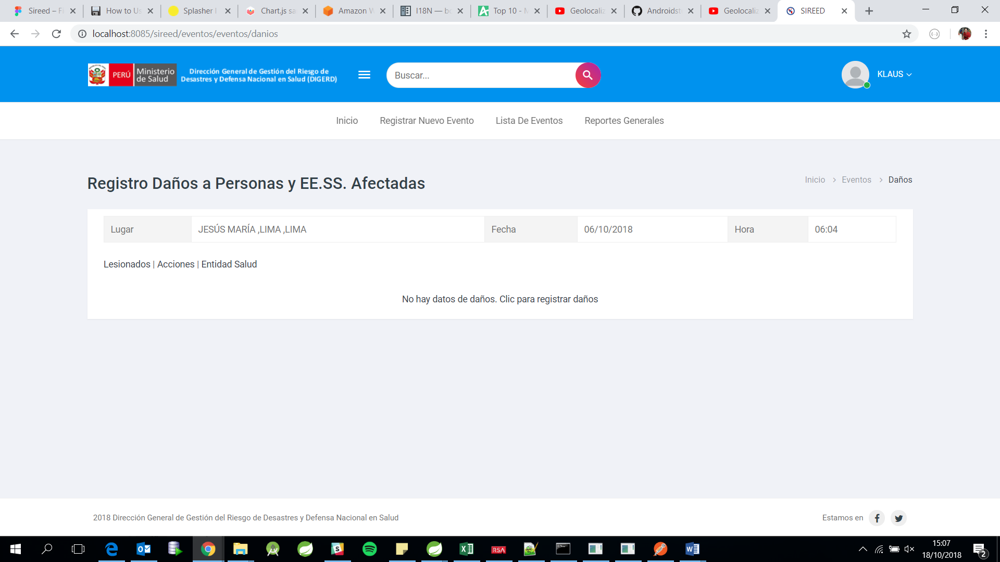 Sireed – Fi
How to Us
Splasher
Chart.js sa
Amazon W
I18N — bo
Top 10 - M
Geolocaliz
Androidst
Geolocaliz
SIREED
localhost:8085/sireed/eventos/eventos/danios
PERÚ
Ministerio
de Salud
Dirección General de Gestión del Riesgo de
Desastres y Defensa Nacional en Salud (DIGERD)
Buscar...
KLAUS
Inicio
Registrar Nuevo Evento
Lista De Eventos
Reportes Generales
Registro Daños a Personas y EE.SS. Afectadas
Inicio > Eventos > Daños
Lugar
JESÚS MARÍA ,LIMA ,LIMA
Fecha
06/10/2018
Hora
06:04
Lesionados | Acciones | Entidad Salud
No hay datos de daños. Clic para registrar daños
2018 Dirección General de Gestión del Riesgo de Desastres y Defensa Nacional en Salud
Estamos en
RSA
15:07
18/10/2018
2